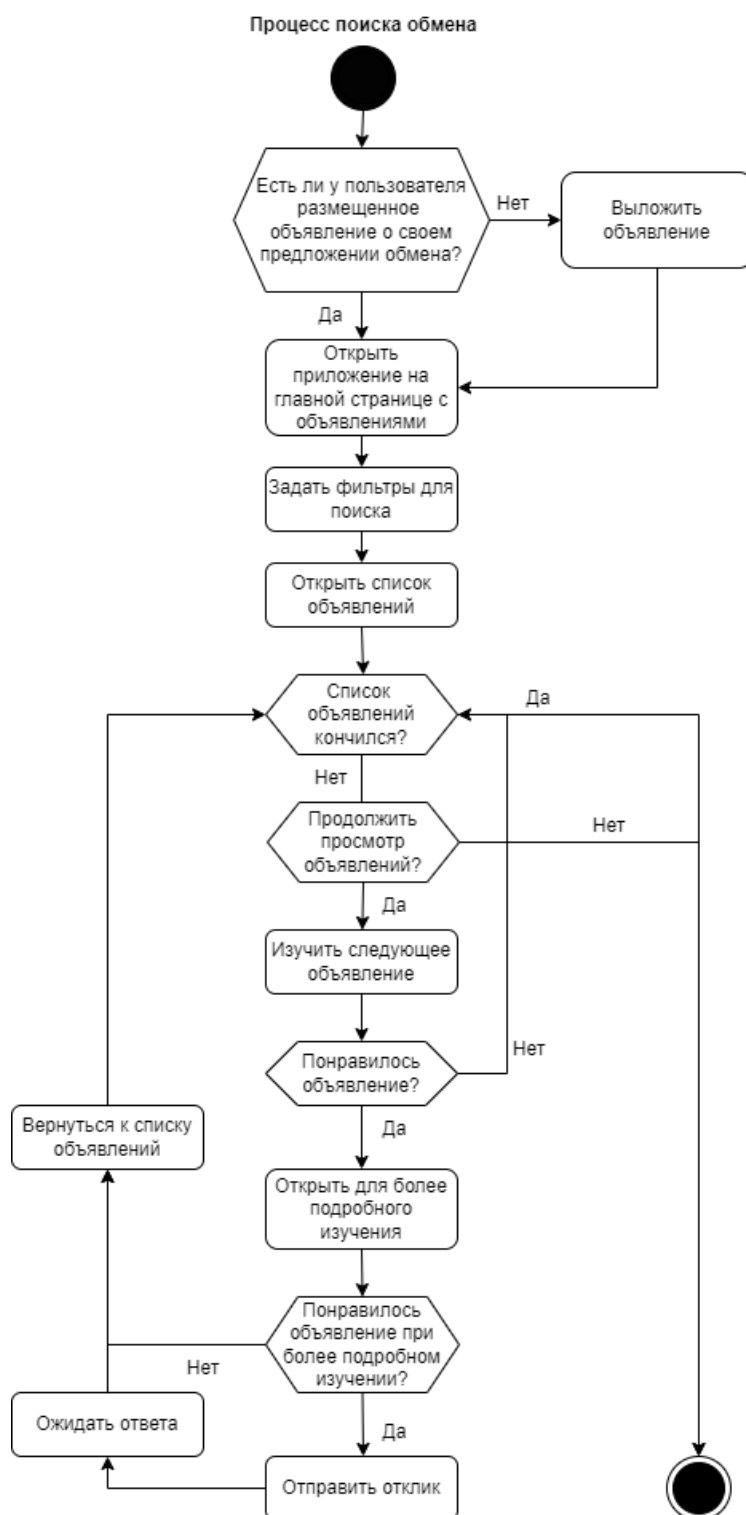 Процесс поиска обмена
Есть ли у пользователя
размещенное
объявление о своем
предложении обмена?
Нет
Выложить
объявление
Да
Открыть
приложение на
главной странице с
объявлениями
Задать фильтры для
поиска
Открыть список
объявлений
Список
объявлений
кончился?
Да
Нет
Продолжить
просмотр
объявлений?
Нет
Да
Изучить следующее
объявление
Понравилось
объявление?
Нет
Да
Вернуться к списку
объявлений
Открыть для более
подробного
изучения
Понравилось
объявление при
более подробном
изучении?
Нет
Да
Ожидать ответа
Отправить отклик